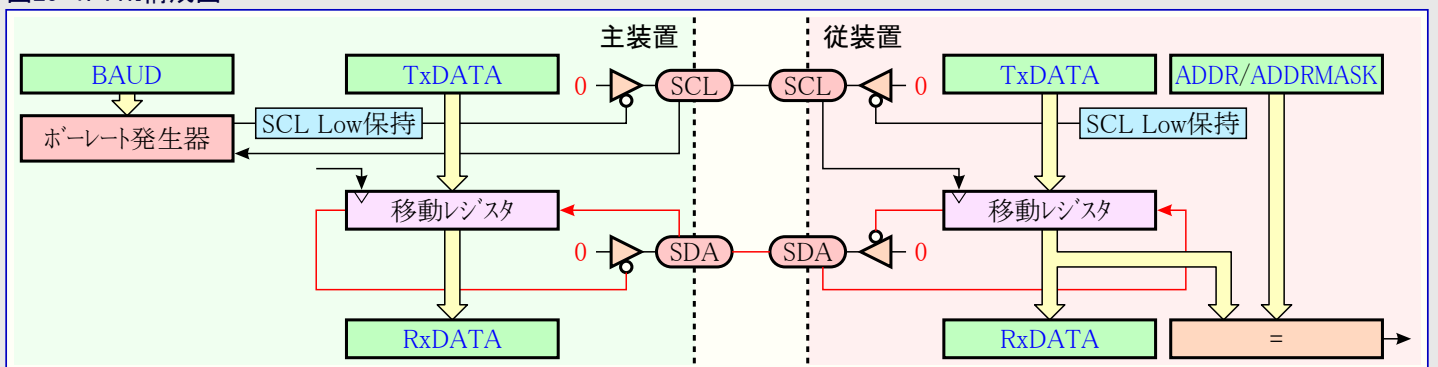 主装置
従装置
BAUD
TxDATA
0
SCL
SCL
0
TxDATA
ADDR/ADDRMASK
ボーレート発生器
SCL Low保持
SCL Low保持
移動レジスタ
移動レジスタ
0
SDA
SDA
0
RxDATA
RxDATA
=